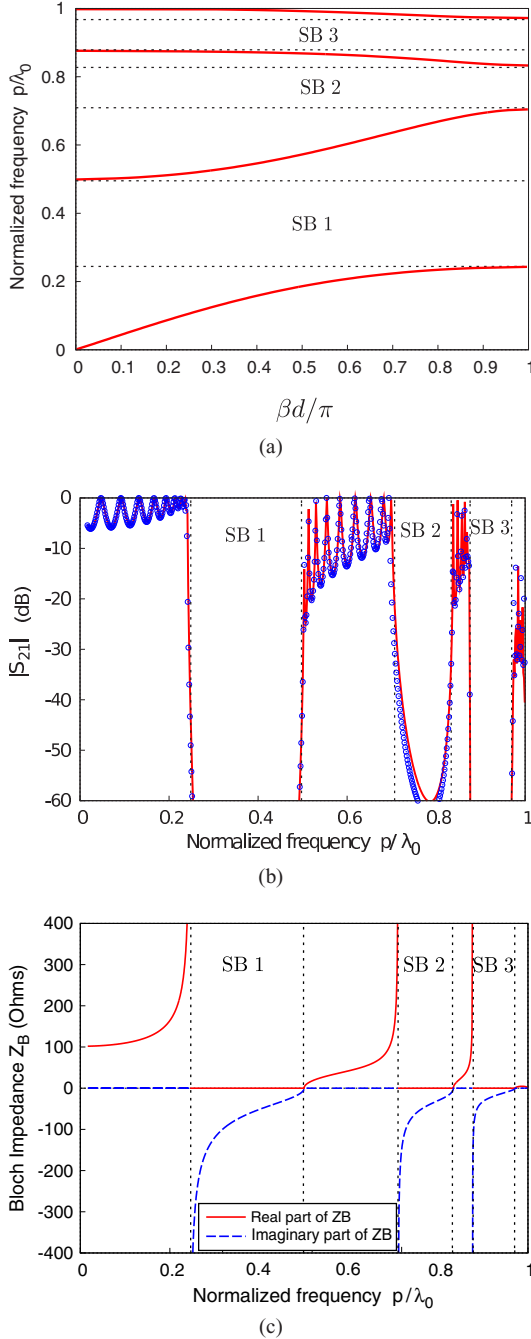 1
SB 3
0.8
SB 2
0.6
0.4
SB 1
0.2
0
Normalized frequency p/λ0
0 0.1 0.2 0.3 0.4 0.5 0.6 0.7 0.8 0.9 1
βd/π
(a)
0
SB 1 SB 2 SB 3
-10
-20
-30
-40
-50
-60
|S21| (dB)
0 0.2 0.4 0.6 0.8 1
Normalized frequency p/λ0
(b)
400
SB 1 SB 2 SB 3
300
200
100
0
-100
-200
-300
-400
Bloch Impedance ZB (Ohms)
Real part of ZB
Imaginary part of ZB
0 0.2 0.4 0.6 0.8 1
Normalized frequency p/λ0
(c)